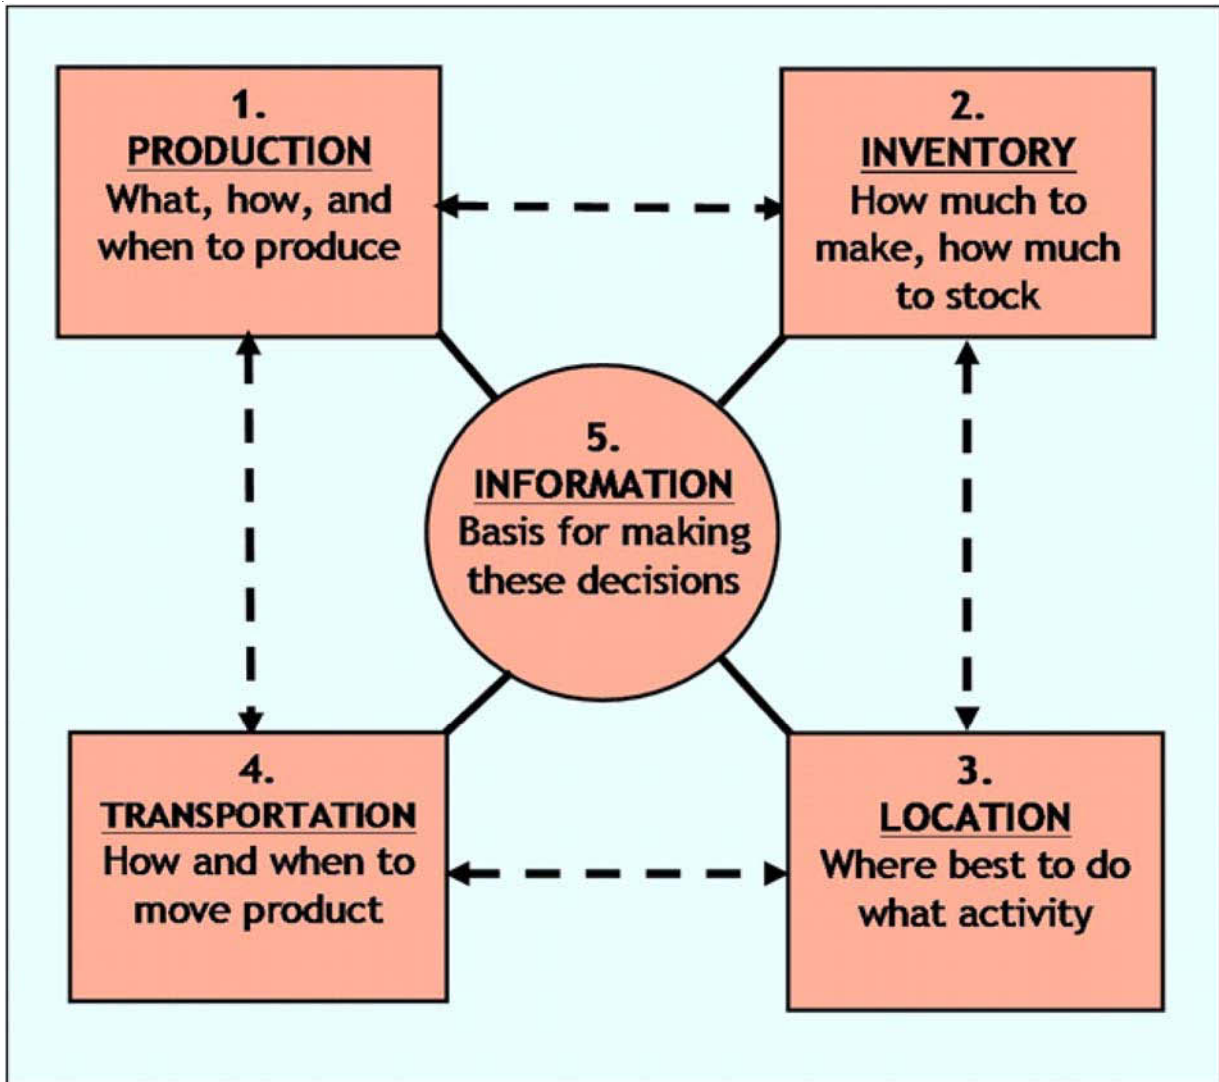 1.
PRODUCTION
What, how, and
when to produce
2.
INVENTORY
How much to
make, how much
to stock
5.
INFORMATION
Basis for making
these decisions
4.
TRANSPORTATION
How and when to
move product
3.
LOCATION
Where best to do
what activity